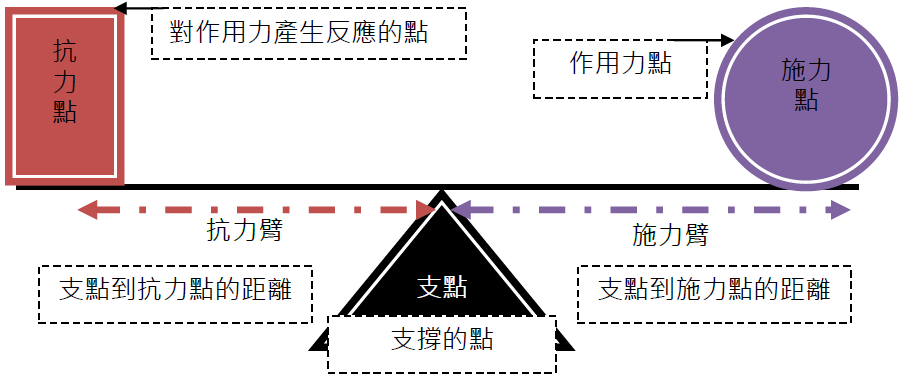 抗
力
點
對作用力產生反應的點
作用力點
施力
點
抗力臂
施力臂
支點到抗力點的距離
支點
支點到施力點的距離
支撐的點